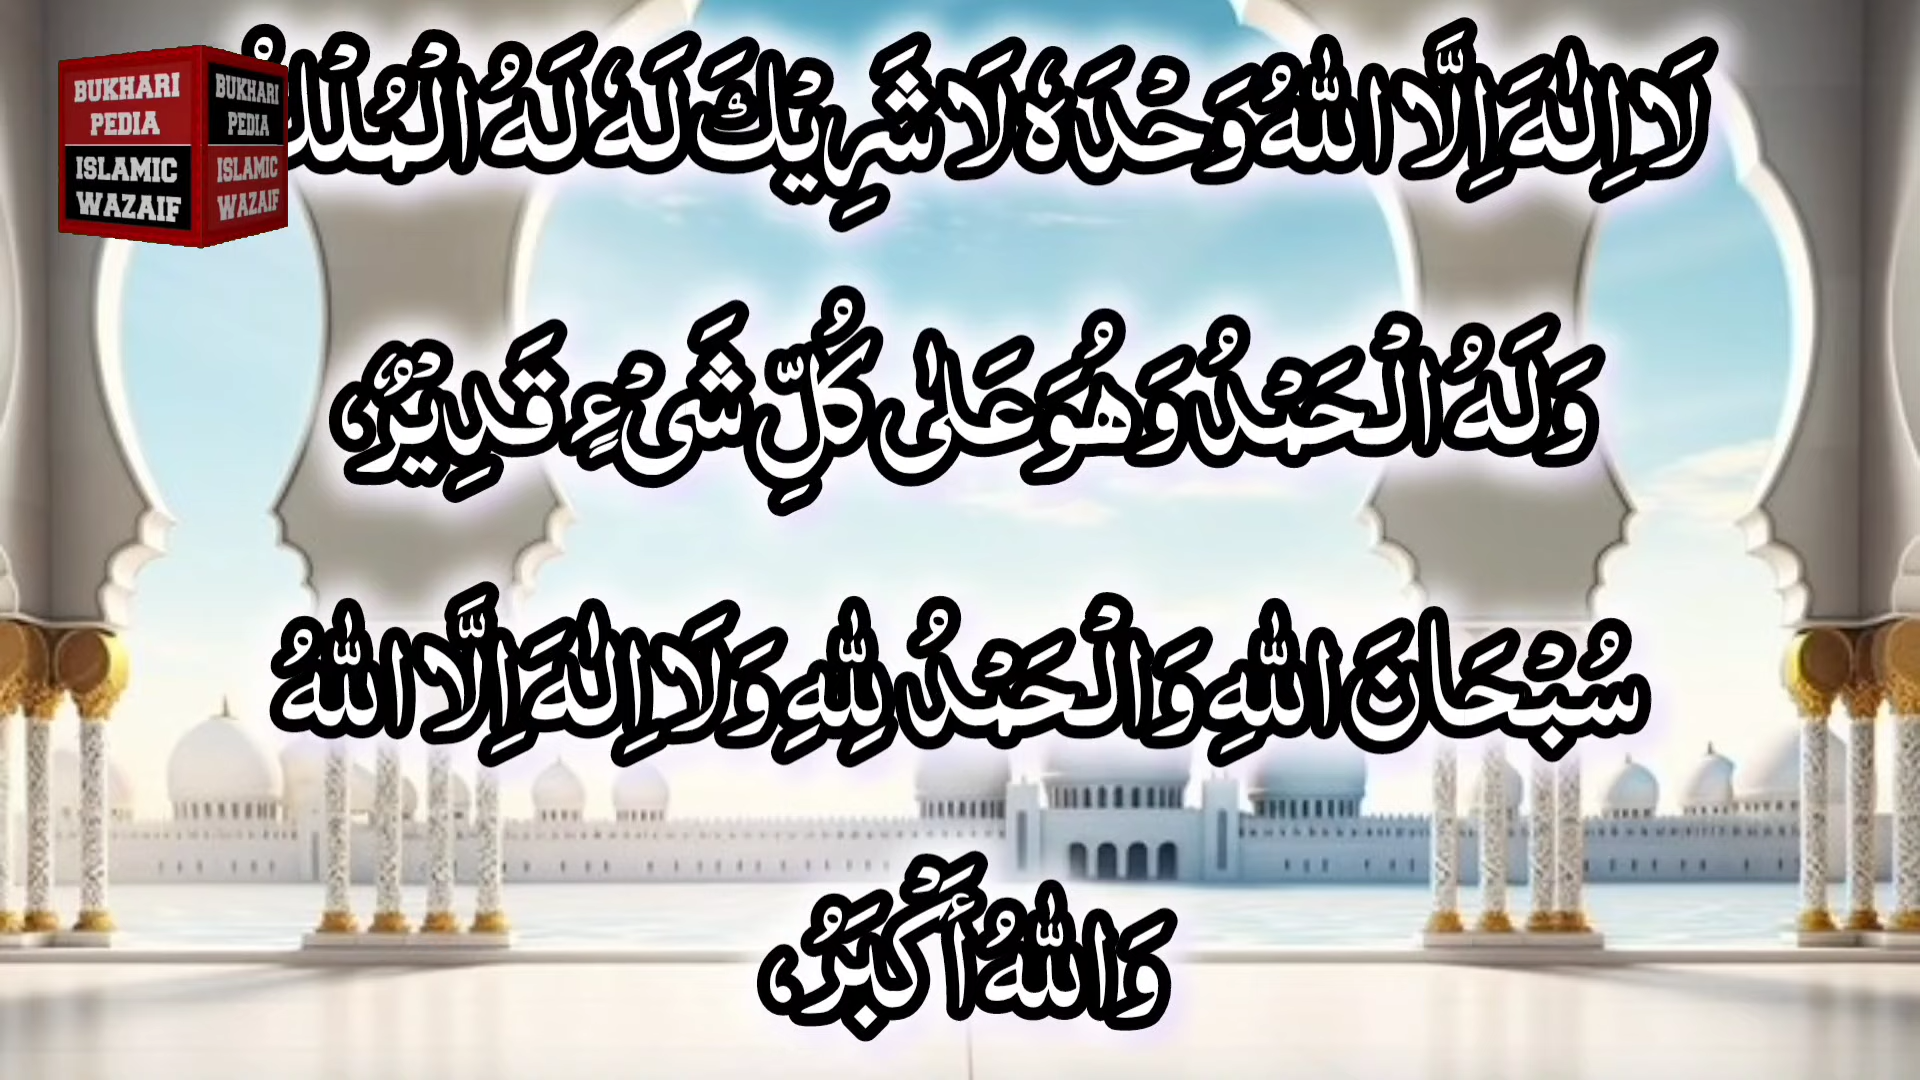 لَا اِلٰهَ اِلَّا اللّٰهُ وَحْدَهٗ لَا شَرِيْكَ لَهٗ لَهُ الْمُلْكُ
وَلَهُ الْحَمْدُ وَهُوَ عَلٰى كُلِّ شَىْءٍ قَدِيْرٌ،
سُبْحَانَ اللّٰهِ وَالْحَمْدُ لِلّٰهِ وَلَا اِلٰهَ اِلَّا اللّٰهُ
وَاللّٰهُ أَكْبَرُ،
BUKHARI
PEDIA
ISLAMIC
WAZAIF
BUKHARI
PEDIA
ISLAMIC
WAZAIF